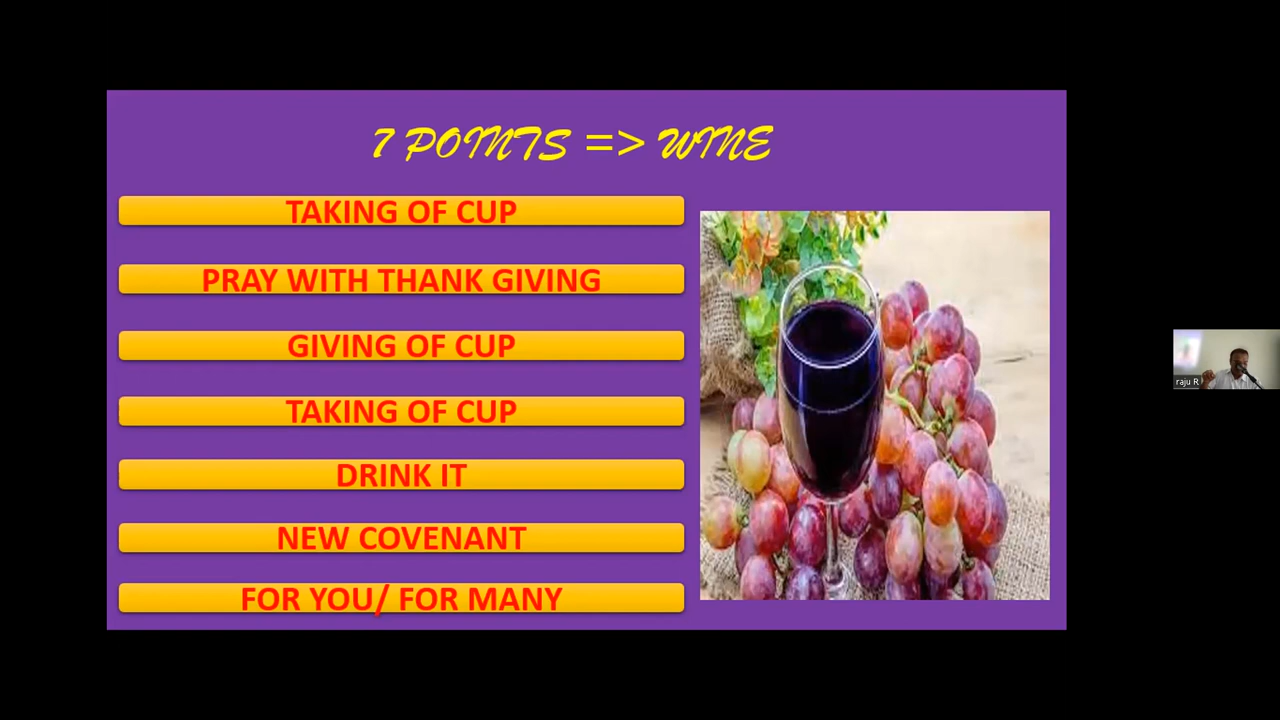 7 POINTS => WINE
TAKING OF CUP
PRAY WITH THANK GIVING
GIVING OF CUP
TAKING OF CUP
DRINK IT
NEW COVENANT
FOR YOU/ FOR MANY
raju R